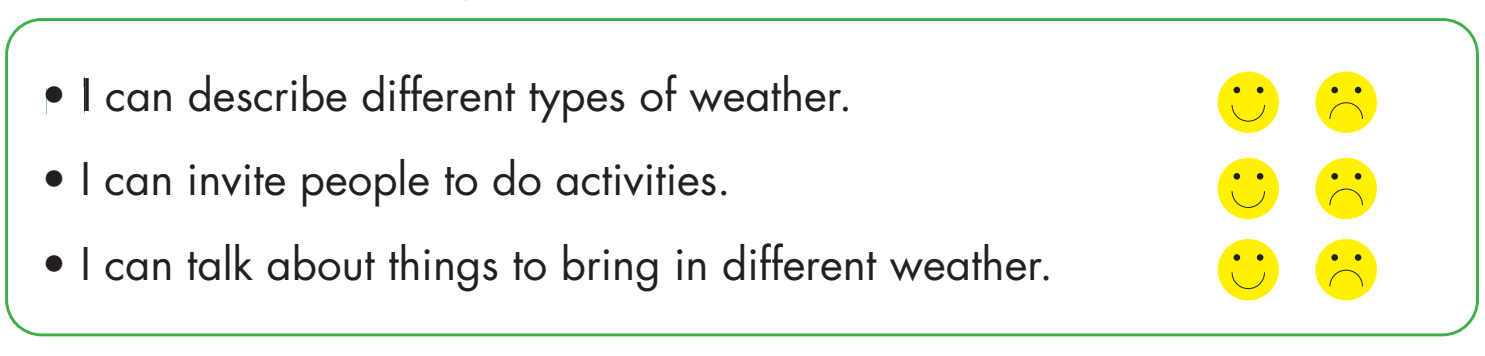 • I can describe different types of weather.
• I can invite people to do activities.
• I can talk about things to bring in different weather.